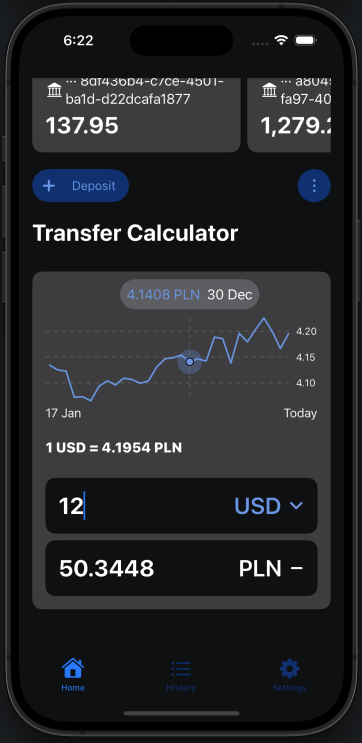 6:22
... 8df436b4-c7ce-4501-
ba1d-d22dcafa1877
137.95
... a8045
fa97-40
1,279.2
+ Deposit
Transfer Calculator
4.1408 PLN 30 Dec
4.20
4.15
4.10
17 Jan
Today
1 USD = 4.1954 PLN
12
USD
50.3448
PLN
Home
History
Settings